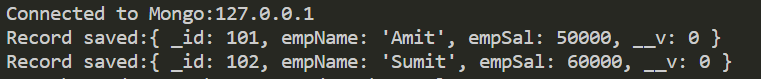 Connected to Mongo:127.0.0.1
Record saved:{ _id: 101, empName: 'Amit', empSal: 50000, __v: 0 }
Record saved:{ _id: 102, empName: 'Sumit', empSal: 60000, __v: 0 }